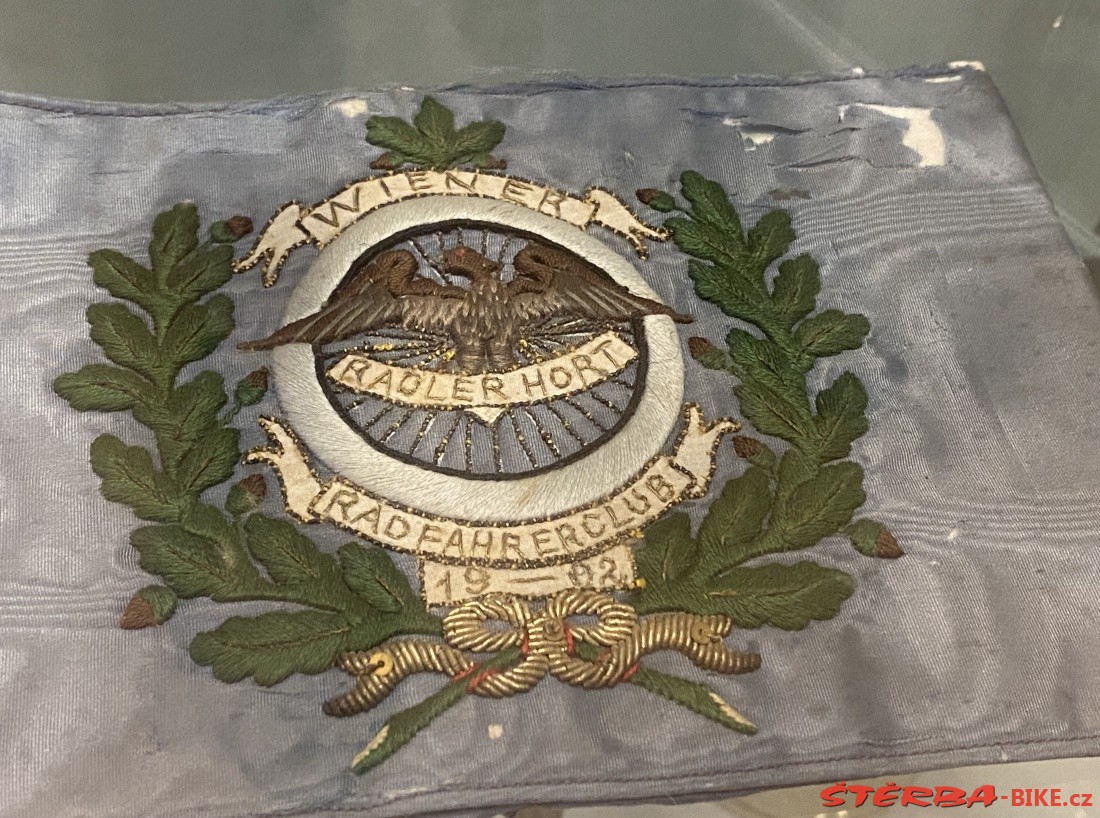 WIENER
RADLER HORT
RADFAHRERCLUB
19 — 02
ŠTĚRBA-BIKE.cz